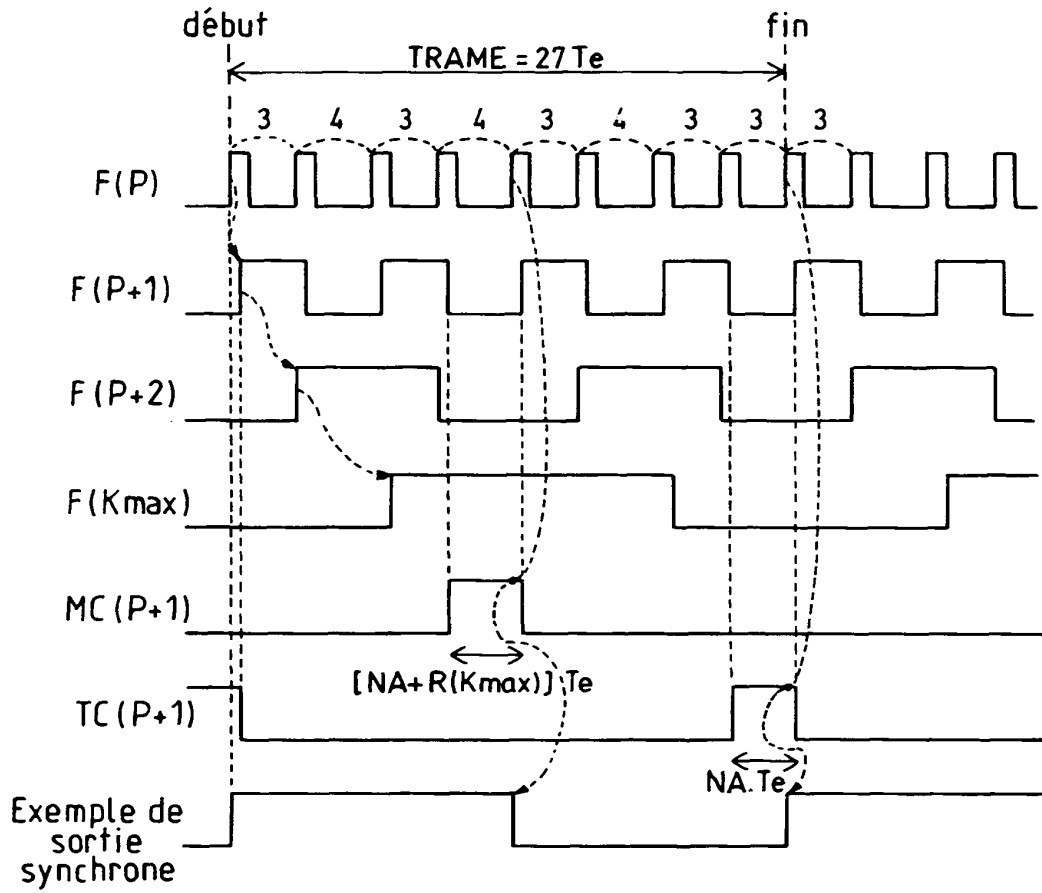 début fin
TRAME = 27 Te
3 4 3 4 3 4 3 3 3
F(P)
F(P+1)
F(P+2)
F(Kmax)
MC(P+1)
[NA+R(Kmax)] Te
TC(P+1)
NA.Te
Exemple de
sortie
synchrone